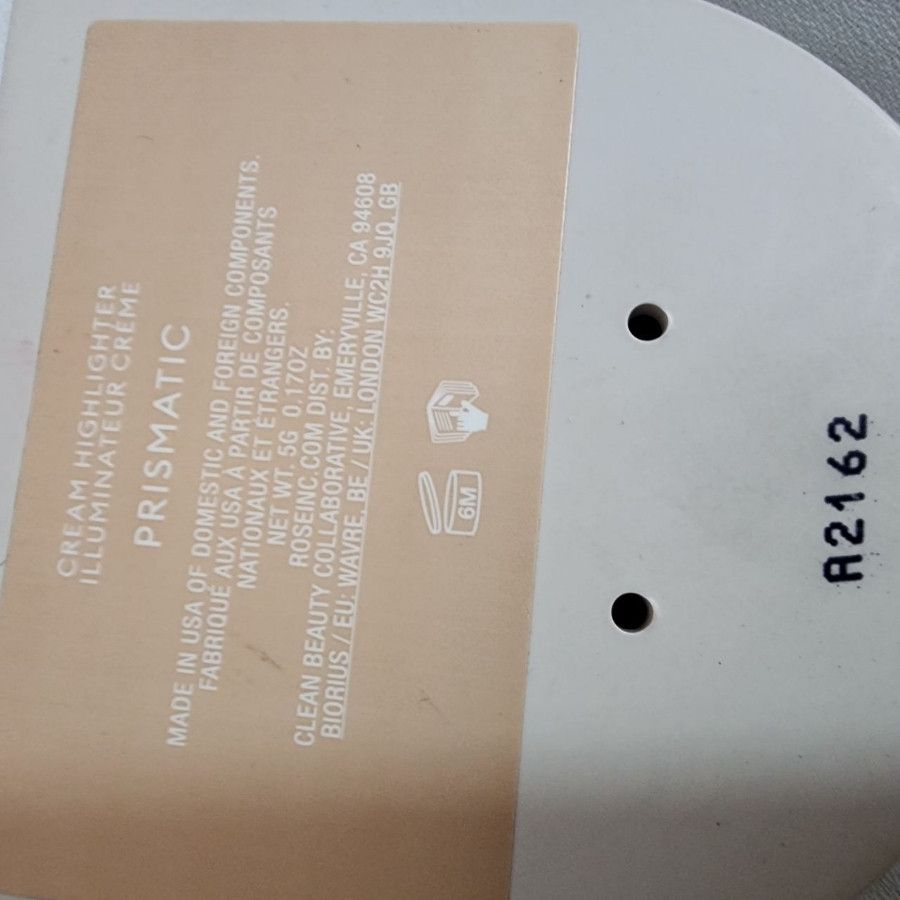 CREAM HIGHLIGHTER
ILLUMINATEUR CRÈME
PRISMATIC
MADE IN USA OF DOMESTIC AND FOREIGN COMPONENTS.
FABRIQUÉ AUX USA À PARTIR DE COMPOSANTS
NATIONAUX ET ÉTRANGERS.
NET WT. 5G 0.17OZ
ROSEINC.COM DIST. BY:
CLEAN BEAUTY COLLABORATIVE, EMERYVILLE, CA 94608
BIORIUS / EU: WAVRE, BE / UK: LONDON WC2H 9JQ, GB
6M
A2162